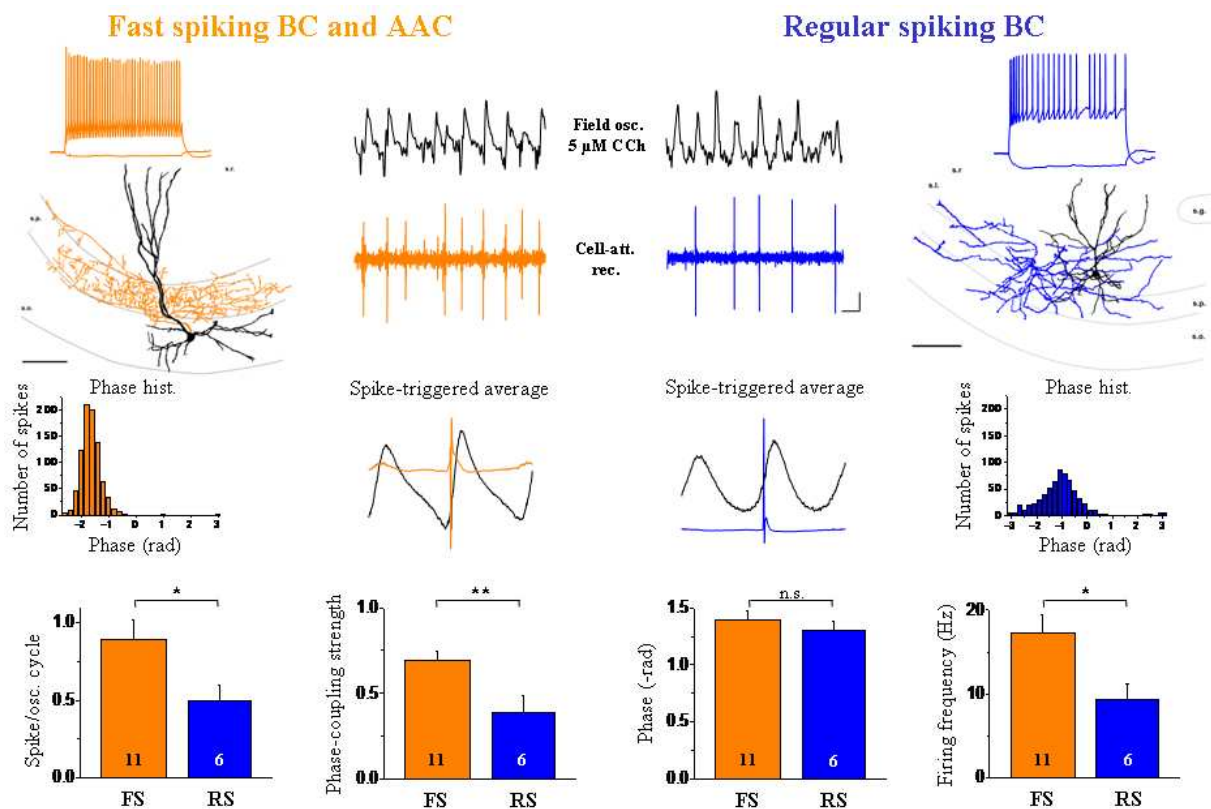 Fast spiking BC and AAC
Regular spiking BC
Field osc.
5 µM CCh
s.r.
s.r
s.l.
s.p.
s.g.
Cell-att.
rec.
s.o.
s.p.
s.o.
Phase hist.
Spike-triggered average
Spike-triggered average
Phase hist.
Number of spikes
200
150
100
50
0
-2 -1 0 1 2 3
Phase (rad)
Number of spikes
200
150
100
50
0
-3 -2 -1 0 1 2 3
Phase (rad)
Spike/osc. cycle
1.0
0.5
0.0
*
11
6
FS RS
Phase-coupling strength
1.0
0.5
0.0
**
11
6
FS RS
Phase (-rad)
1.5
1.0
0.5
0.0
n.s.
11
6
FS RS
Firing frequency (Hz)
20
10
0
*
11
6
FS RS